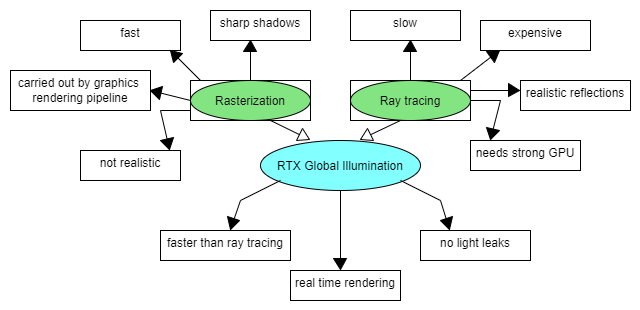 fast
sharp shadows
slow
expensive
carried out by graphics
rendering pipeline
Rasterization
Ray tracing
realistic reflections
not realistic
RTX Global Illumination
needs strong GPU
faster than ray tracing
real time rendering
no light leaks